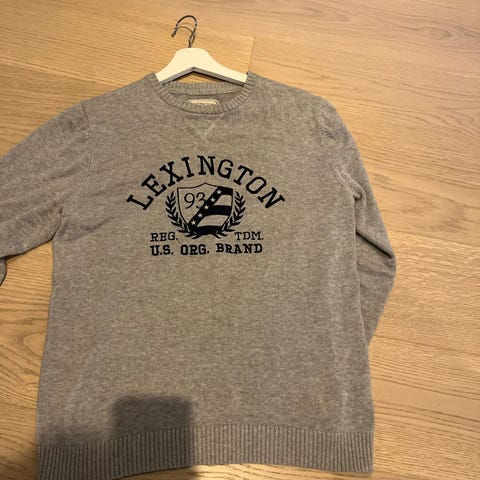 LEXINGTON
93
REG. TDM.
U.S. ORG. BRAND